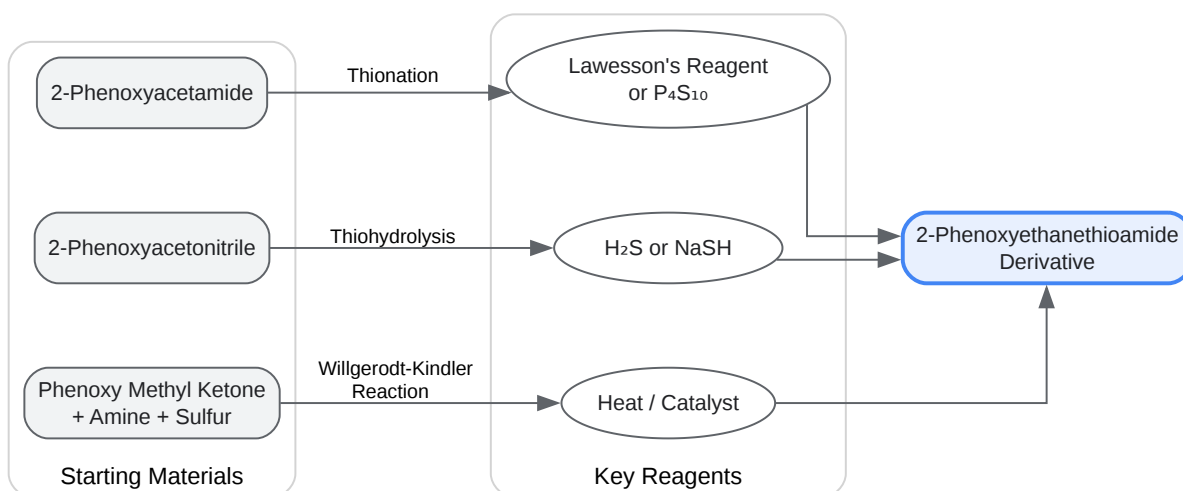 2-Phenoxyacetamide
Thionation
Lawesson's Reagent
or P₄S₁₀
2-Phenoxyacetonitrile
Thiohydrolysis
H₂S or NaSH
2-Phenoxyethanethioamide
Derivative
Phenoxy Methyl Ketone
+ Amine + Sulfur
Willgerodt-Kindler
Reaction
Heat / Catalyst
Starting Materials
Key Reagents